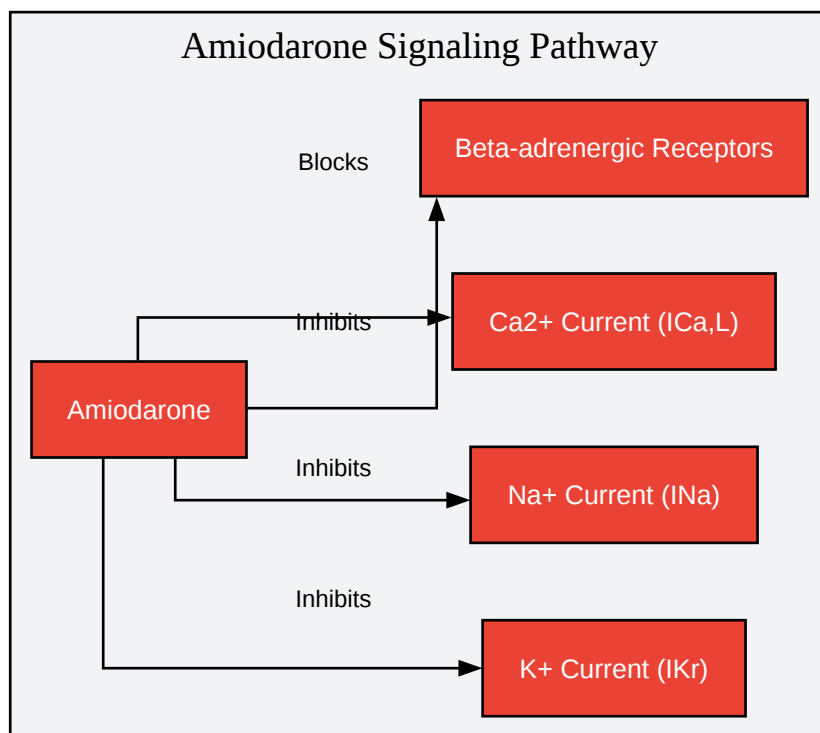 Amiodarone Signaling Pathway
Beta-adrenergic Receptors
Blocks
Ca2+ Current (ICa,L)
Inhibits
Amiodarone
Inhibits
Na+ Current (INa)
Inhibits
K+ Current (IKr)